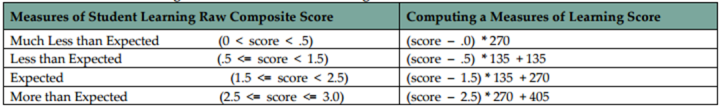 Measures of Student Learning Raw Composite Score Computing a Measures of Learning Score
Much Less than Expected (0 < score < .5) (score – .0) *270
Less than Expected (.5 <= score < 1.5) (score – .5) *135 +135
Expected (1.5 <= score < 2.5) (score – 1.5) *135 +270
More than Expected (2.5 <= score <= 3.0) (score – 2.5) *270 +405